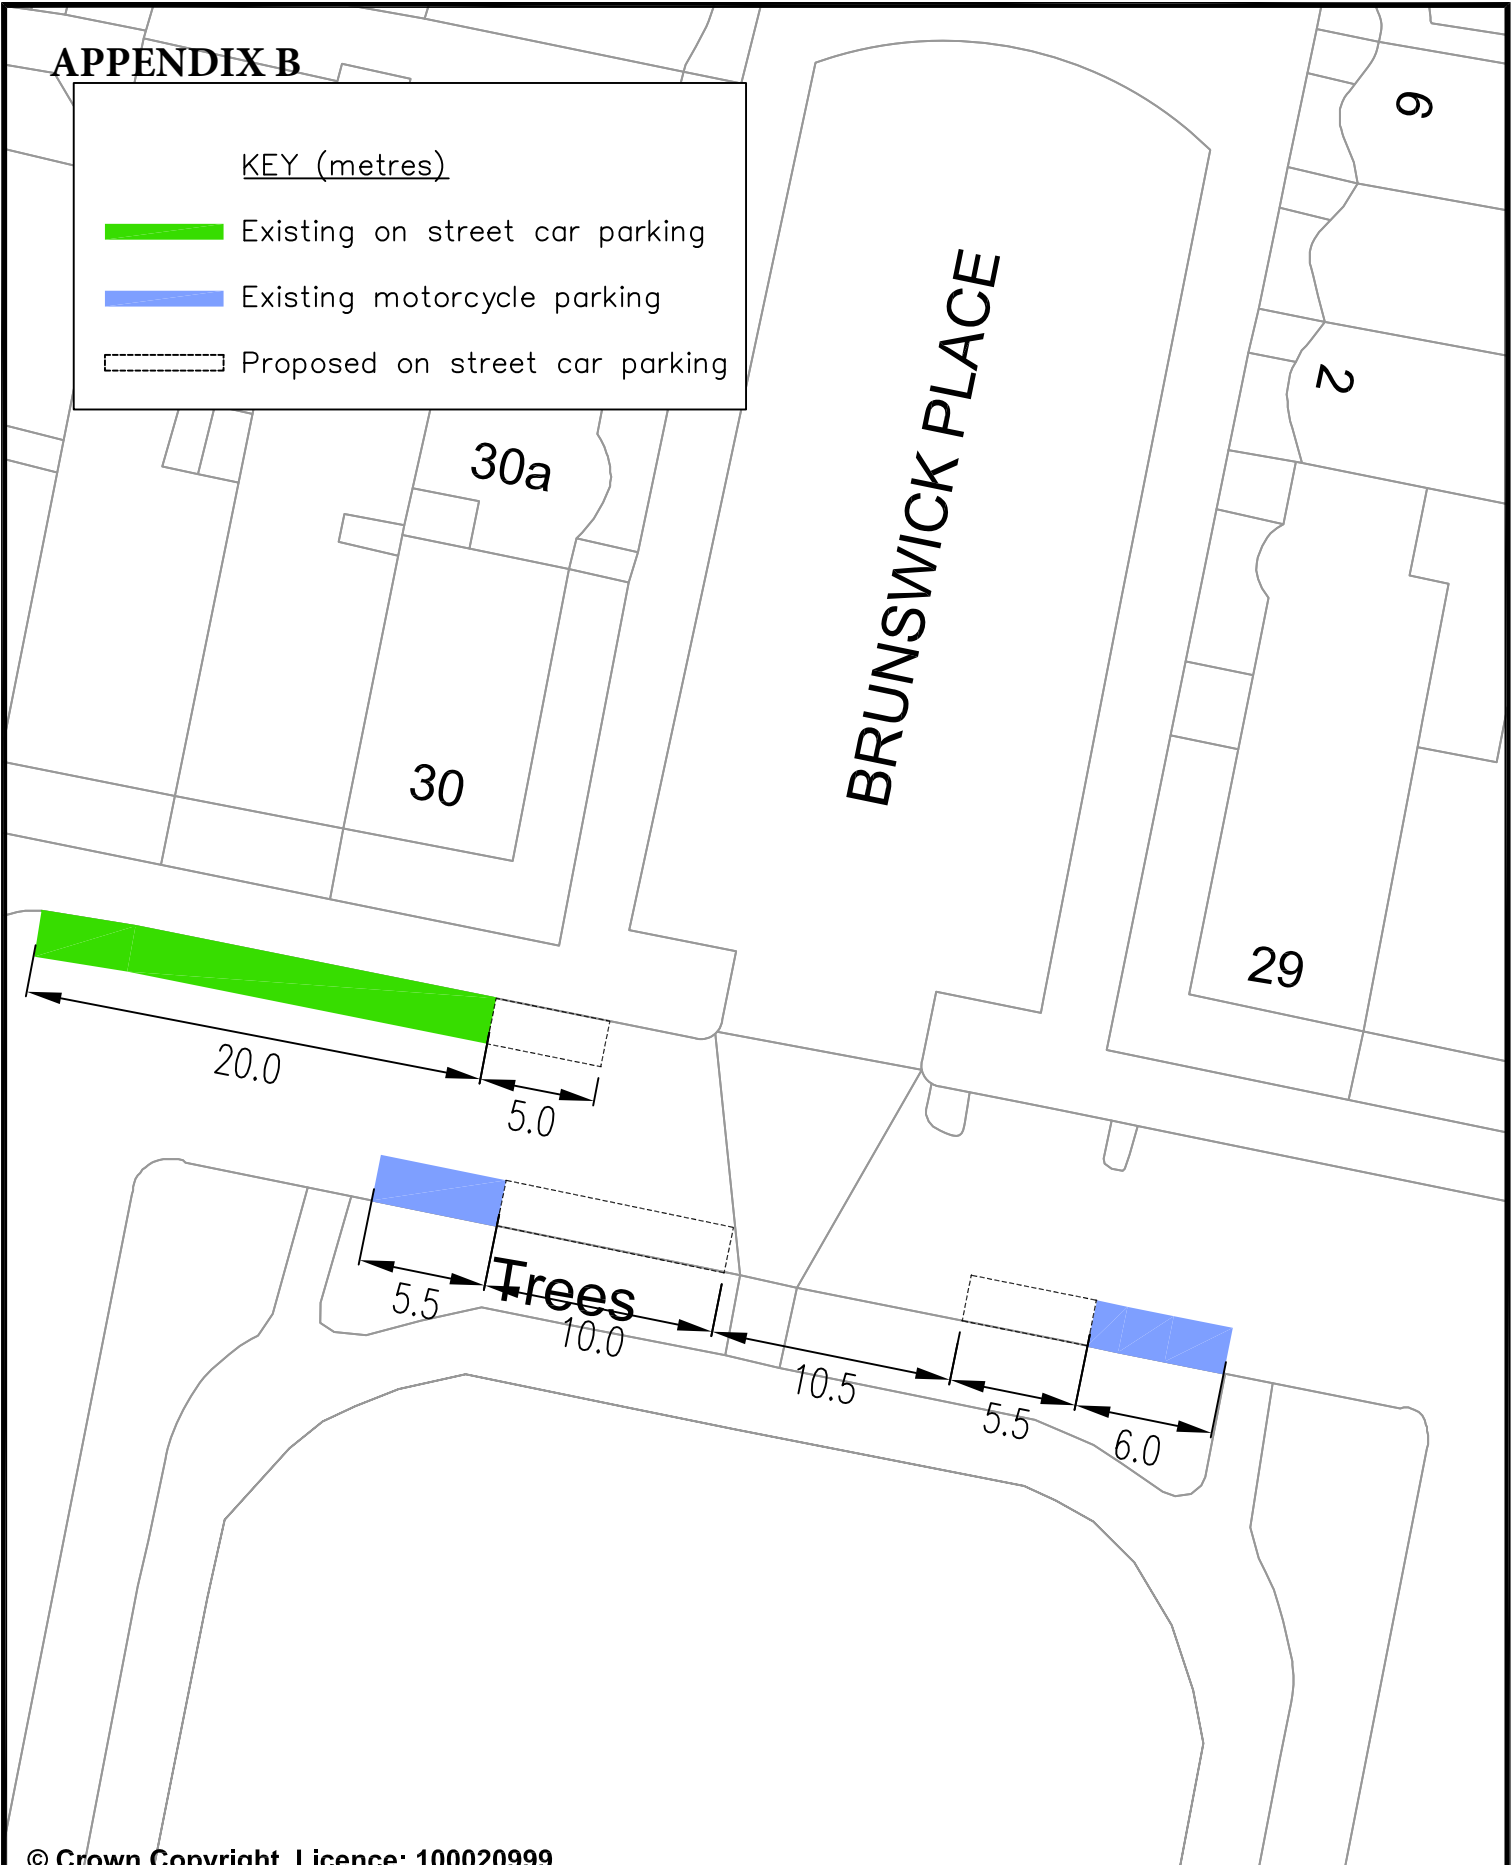 APPENDIX B
KEY (metres)
Existing on street car parking
Existing motorcycle parking
Proposed on street car parking
6
2
30a
BRUNSWICK PLACE
30
29
20.0
5.0
Trees
5.5
10.0
10.5
5.5
6.0
© Crown Copyright. Licence: 100020999